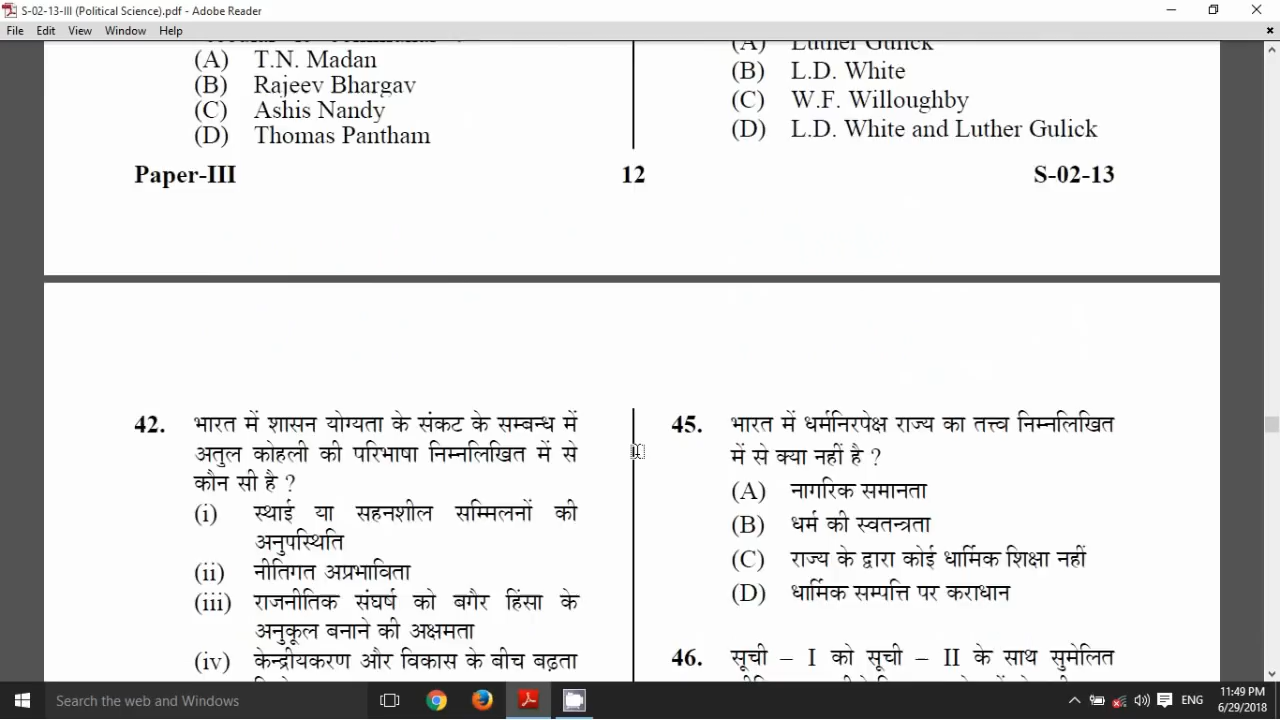 S-02-13-III (Political Science).pdf - Adobe Reader
File Edit View Window Help
(A) T.N. Madan
(B) Rajeev Bhargav
(C) Ashis Nandy
(D) Thomas Pantham
(A) Luther Gulick
(B) L.D. White
(C) W.F. Willoughby
(D) L.D. White and Luther Gulick
Paper-III 12 S-02-13
42. भारत में शासन योग्यता के संकट के सम्बन्ध में
अतुल कोहली की परिभाषा निम्नलिखित में से
कौन सी है ?
(i) स्थाई या सहनशील सम्मिलनों की
अनुपस्थिति
(ii) नीतिगत अप्रभाविता
(iii) राजनीतिक संघर्ष को बगैर हिंसा के
अनुकूल बनाने की अक्षमता
(iv) केन्द्रीयकरण और विकास के बीच बढ़ता
45. भारत में धर्मनिरपेक्ष राज्य का तत्त्व निम्नलिखित
में से क्या नहीं है ?
(A) नागरिक समानता
(B) धर्म की स्वतन्त्रता
(C) राज्य के द्वारा कोई धार्मिक शिक्षा नहीं
(D) धार्मिक सम्पत्ति पर कराधान
46. सूची – I को सूची – II के साथ सुमेलित
Search the web and Windows
ENG
11:49 PM
6/29/2018